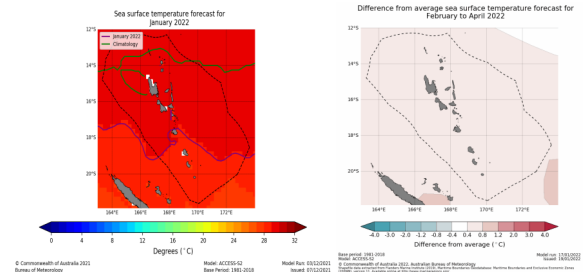 Sea surface temperature forecast for
January 2022
January 2022
Climatology
12°S
14°S
16°S
18°S
20°S
164°E 166°E 168°E 170°E 172°E
0 4 8 12 16 20 24 28 32
Degrees (°C)
© Commonwealth of Australia 2021
Bureau of Meteorology
Model: ACCESS-S2
Base Period: 1981-2018
Model Run: 03/12/2021
Issued: 07/12/2021
Difference from average sea surface temperature forecast for
February to April 2022
12°S
14°S
16°S
18°S
20°S
164°E 166°E 168°E 170°E 172°E
-4.0 -3.0 -2.0 -1.2 -0.8 -0.4 0.4 0.8 1.2 2.0 3.0 4.0
Difference from average (°C)
Base period: 1981-2018
Model: ACCESS-S2
© Commonwealth of Australia 2022, Australian Bureau of Meteorology
Model run: 17/01/2022
Issued: 18/01/2022